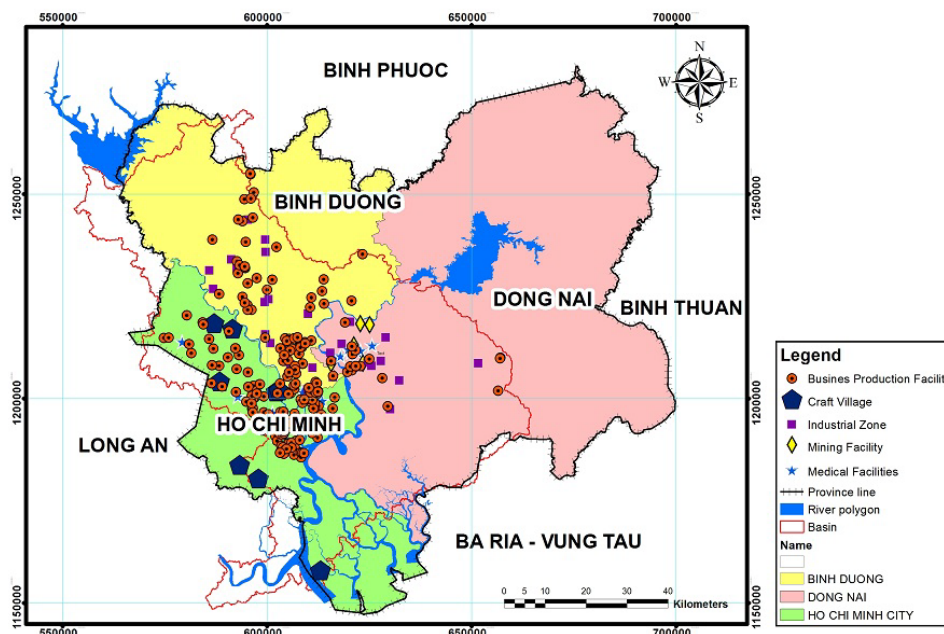 550000 600000 650000 700000
BINH PHUOC
N
W E
S
1250000 1250000
BINH DUONG
DONG NAI
BINH THUAN
1200000 1200000
HO CHI MINH
LONG AN
BA RIA - VUNG TAU
0 5 10 20 30 40
Kilometers
1150000 1150000
550000 600000 650000 700000
Legend
Busines Production Facilit
Craft Village
Industrial Zone
Mining Facility
Medical Facilities
Province line
River polygon
Basin
Name
BINH DUONG
DONG NAI
HO CHI MINH CITY